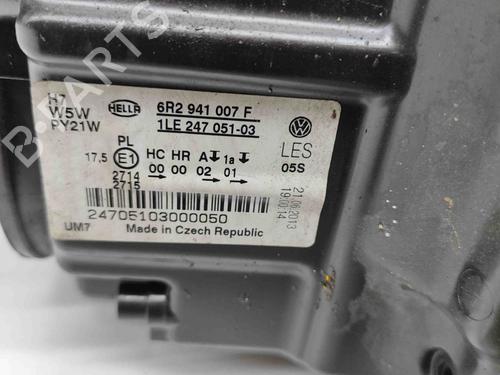 H7
W5W
PY21W
HELLA
6R2 941 007 F
1LE 247 051-03
PL
17,5
E1
HC HR A 1a
00 00 02 01
2714
2715
LES
05S
21.06.2013
24705103000050
UM7
Made in Czech Republic
B-PARTS